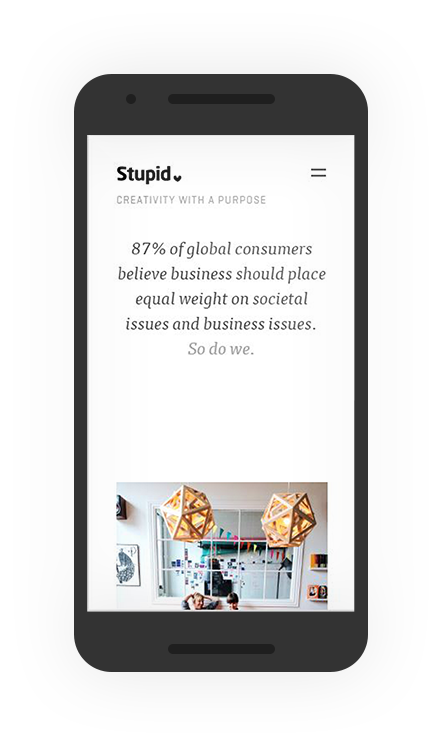 Stupid
CREATIVITY WITH A PURPOSE
87% of global consumers
believe business should place
equal weight on societal
issues and business issues.
So do we.